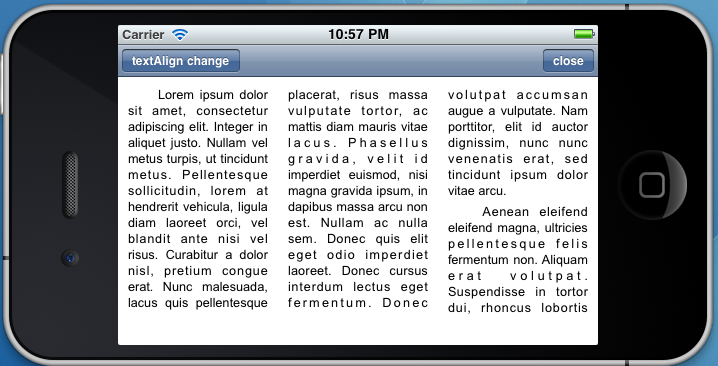 Carrier 10:57 PM
textAlign change close
Lorem ipsum dolor
sit amet, consectetur
adipiscing elit. Integer in
aliquet justo. Nullam vel
metus turpis, ut tincidunt
metus. Pellentesque
sollicitudin, lorem at
hendrerit vehicula, ligula
diam laoreet orci, vel
blandit ante nisi vel
risus. Curabitur a dolor
nisl, pretium congue
erat. Nunc malesuada,
lacus quis pellentesque
placerat, risus massa
vulputate tortor, ac
mattis diam mauris vitae
lacus. Phasellus
gravida, velit id
imperdiet euismod, nisi
magna gravida ipsum, in
dapibus massa arcu non
est. Nullam ac nulla
sem. Donec quis elit
eget odio imperdiet
laoreet. Donec cursus
interdum lectus eget
fermentum. Donec
volutpat accumsan
augue a vulputate. Nam
porttitor, elit id auctor
dignissim, nunc nunc
venenatis erat, sed
tincidunt ipsum dolor
vitae arcu.
Aenean eleifend
eleifend magna, ultricies
pellentesque felis
fermentum non. Aliquam
erat volutpat.
Suspendisse in tortor
dui, rhoncus lobortis